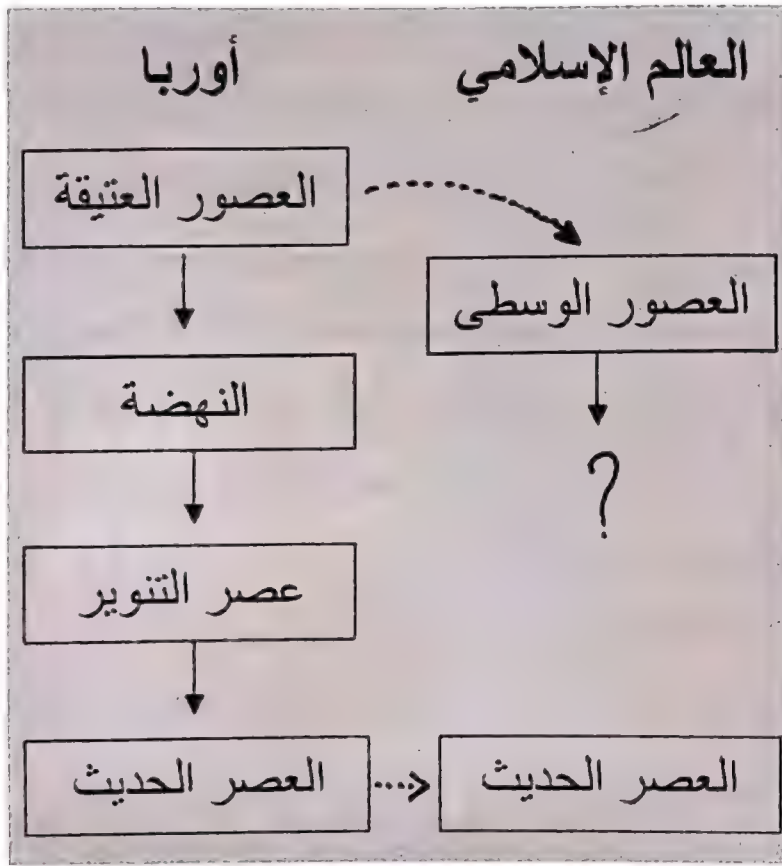 العالم الإسلامي
أوربا
العصور العتيقة
العصور الوسطى
النهضة
?
عصر التنوير
العصر الحديث
العصر الحديث